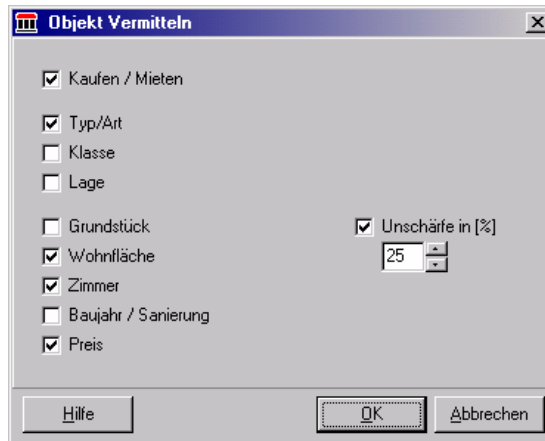 Objekt Vermitteln
Kaufen / Mieten
Typ/Art
Klasse
Lage
Grundstück
Unschärfe in [%]
Wohnfläche
25
Zimmer
Baujahr / Sanierung
Preis
Hilfe
OK
Abbrechen